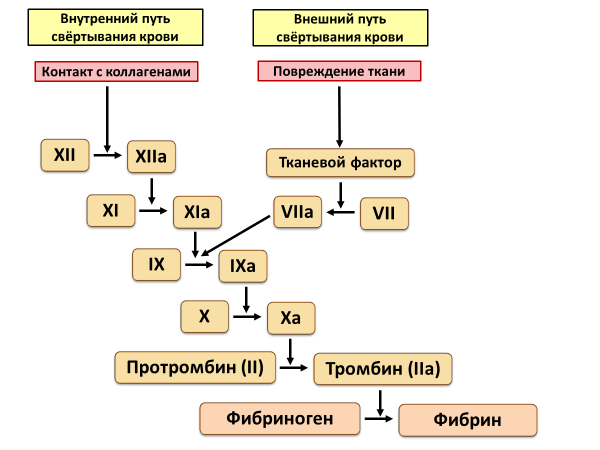 Внутренний путь
свёртывания крови
Внешний путь
свёртывания крови
Контакт с коллагенами
Повреждение ткани
XII
XIIa
Тканевой фактор
XI
XIa
VIIa
VII
IX
IXa
X
Xa
Протромбин (II)
Тромбин (IIa)
Фибриноген
Фибрин